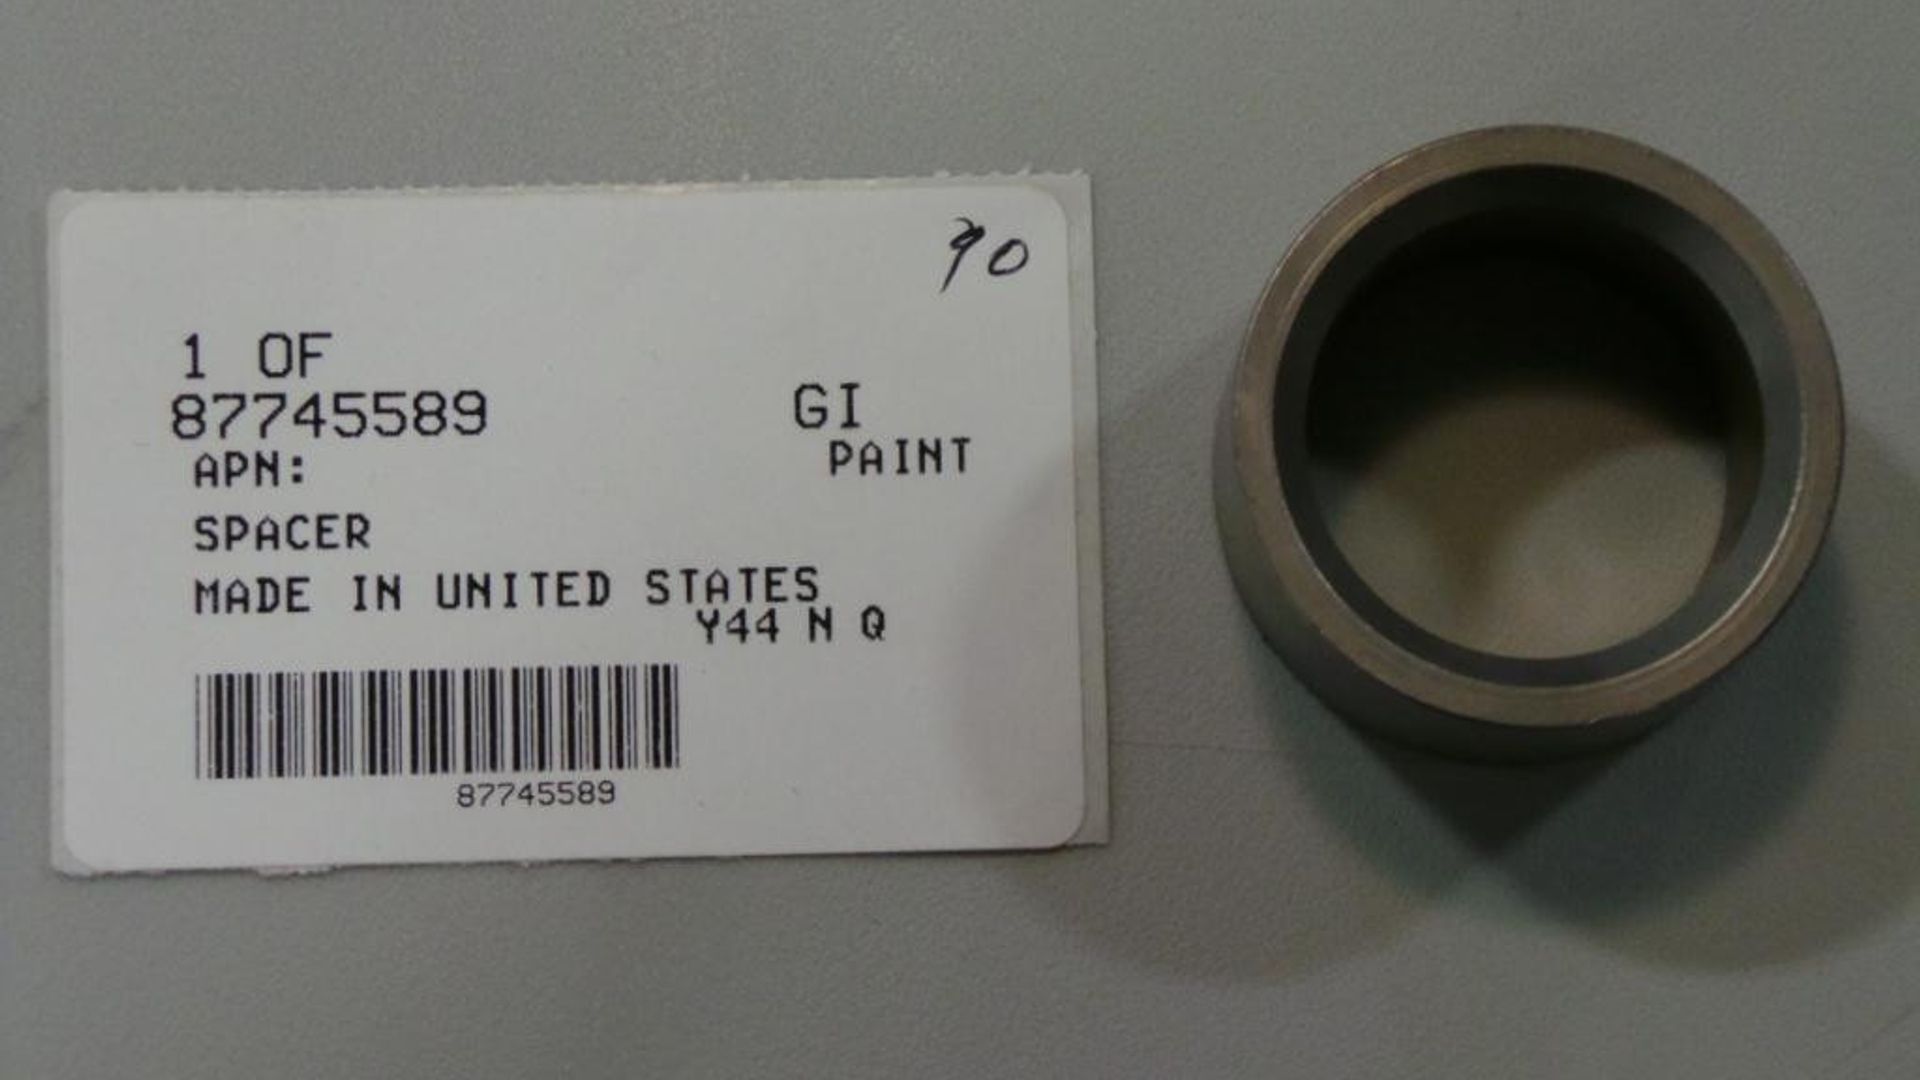 90
1 OF
87745589 GI
APN: PAINT
SPACER
MADE IN UNITED STATES
Y44 N Q
87745589